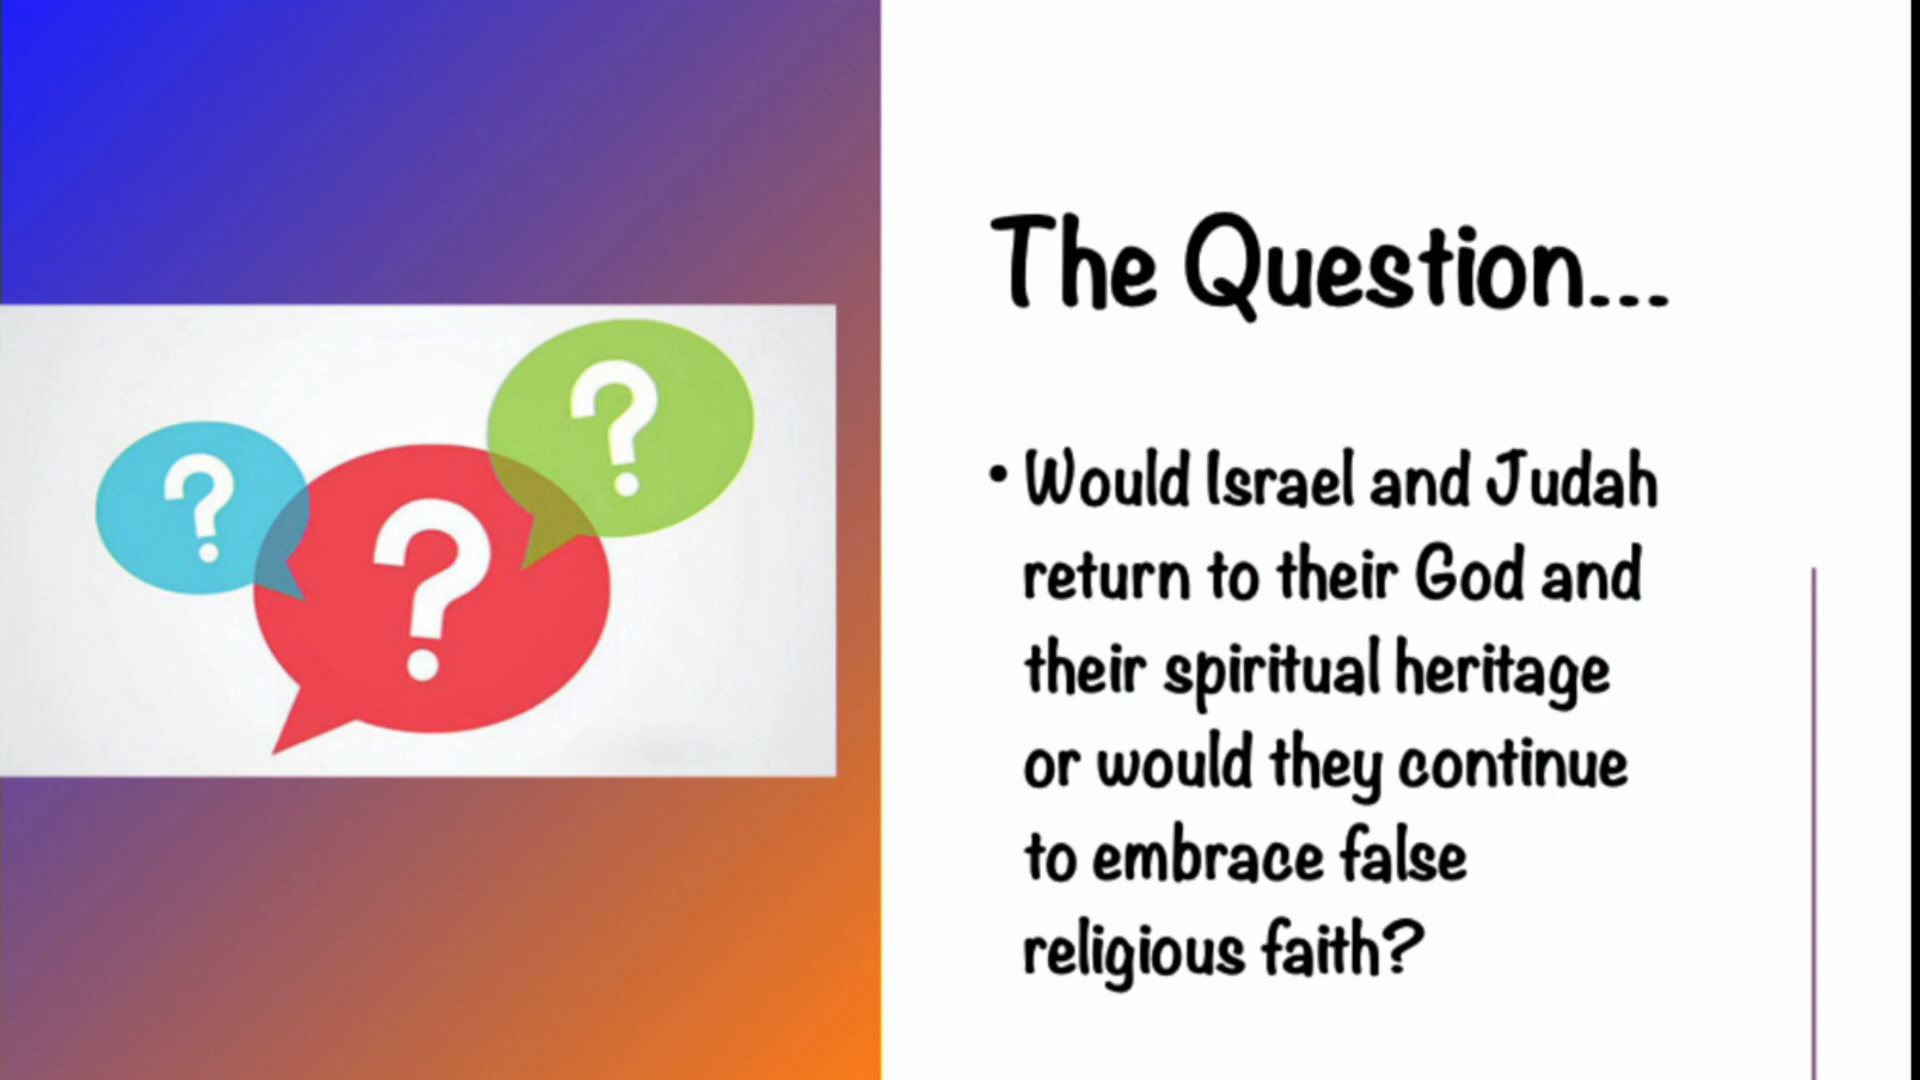 ?
?
?
The Question...
• Would Israel and Judah
return to their God and
their spiritual heritage
or would they continue
to embrace false
religious faith?